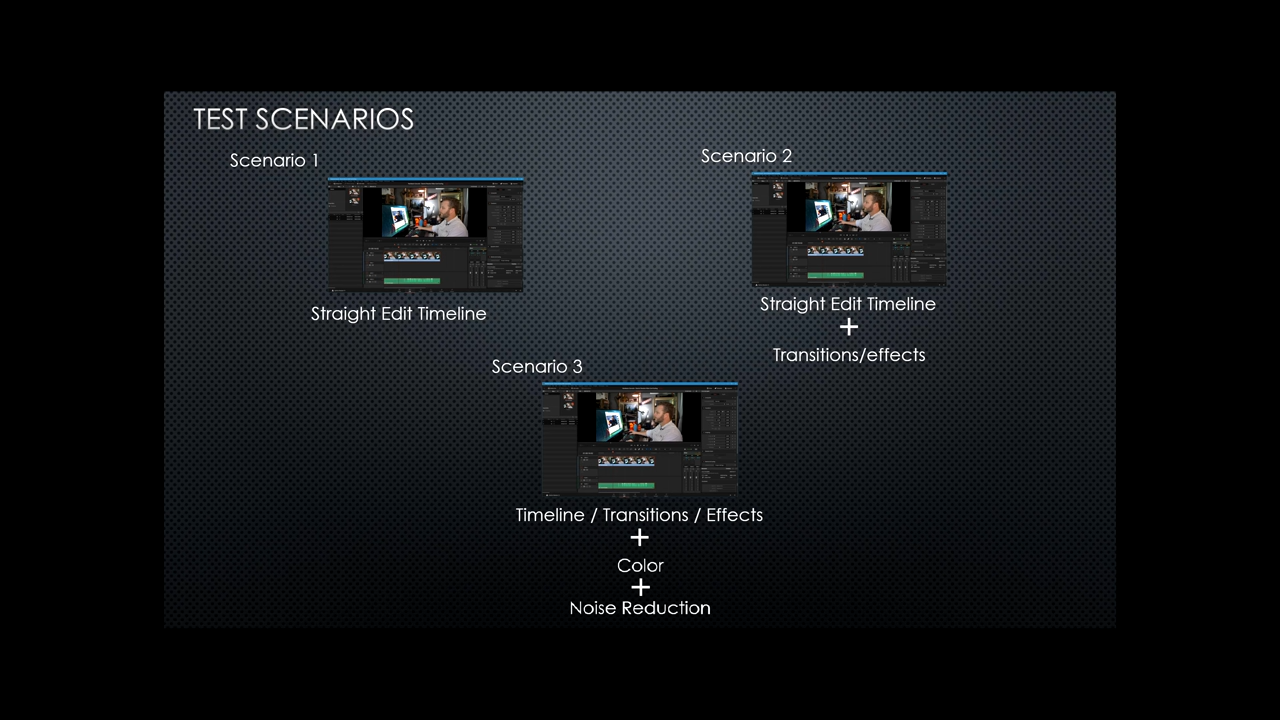 TEST SCENARIOS
Scenario 1
Straight Edit Timeline
Scenario 2
Straight Edit Timeline
+
Transitions/effects
Scenario 3
Timeline / Transitions / Effects
+
Color
+
Noise Reduction